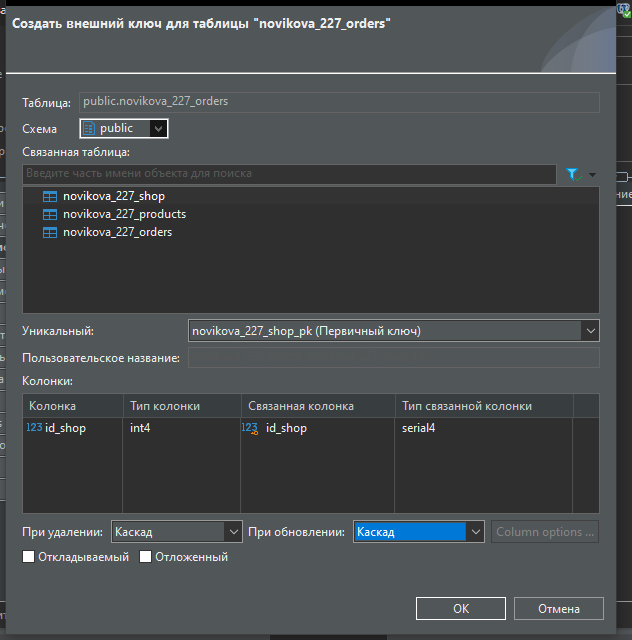 Создать внешний ключ для таблицы "novikova_227_orders"
Таблица: public.novikova_227_orders
Схема public
Связанная таблица:
Введите часть имени объекта для поиска
novikova_227_shop
novikova_227_products
novikova_227_orders
Уникальный: novikova_227_shop_pk (Первичный ключ)
Пользовательское название:
Колонки:
Колонка Тип колонки Связанная колонка Тип связанной колонки
123 id_shop int4 123 id_shop serial4
При удалении: Каскад При обновлении: Каскад Column options ...
Откладываемый Отложенный
ОК Отмена